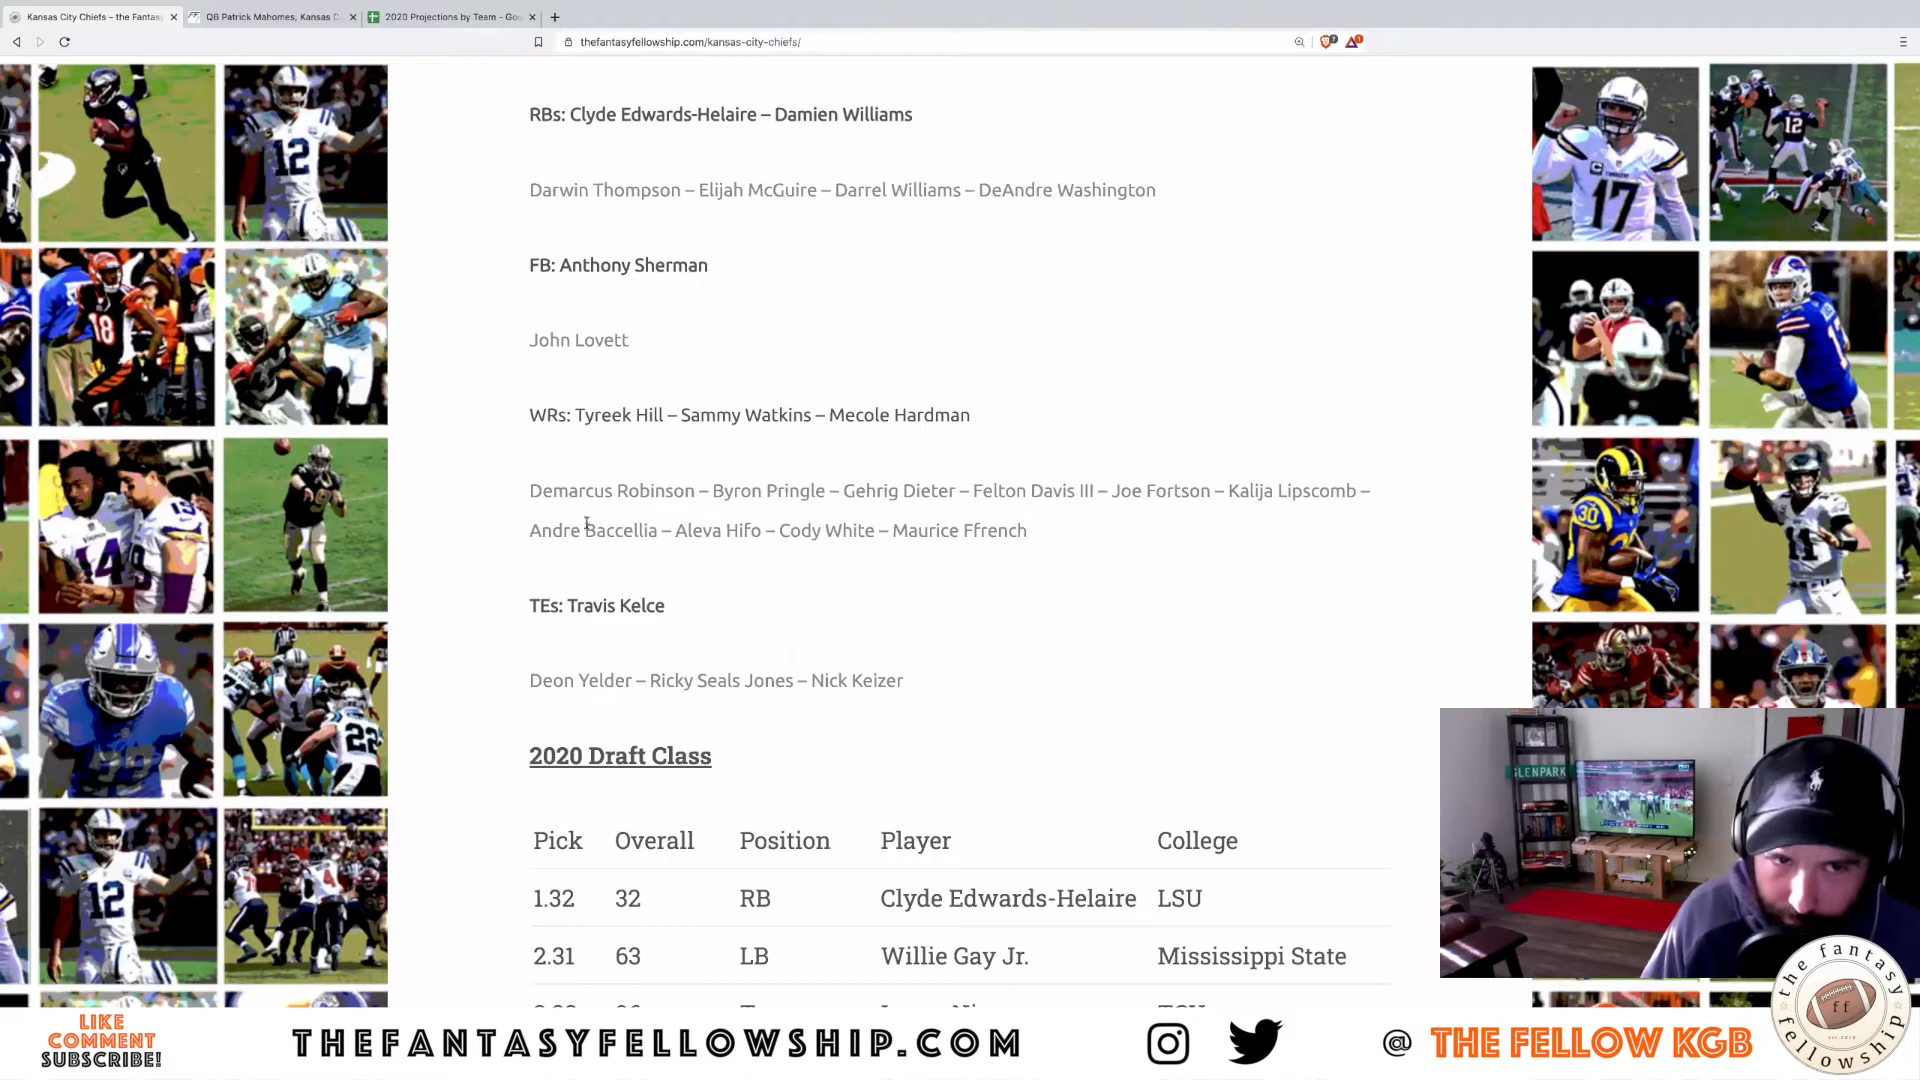 Kansas City Chiefs – the Fantas
QB Patrick Mahomes, Kansas C
2020 Projections by Team - Goo
thefantasyfellowship.com/kansas-city-chiefs/
RBs: Clyde Edwards-Helaire – Damien Williams
Darwin Thompson – Elijah McGuire – Darrel Williams – DeAndre Washington
FB: Anthony Sherman
John Lovett
WRs: Tyreek Hill – Sammy Watkins – Mecole Hardman
Demarcus Robinson – Byron Pringle – Gehrig Dieter – Felton Davis III – Joe Fortson – Kalija Lipscomb –
Andre Baccellia – Aleva Hifo – Cody White – Maurice Ffrench
TEs: Travis Kelce
Deon Yelder – Ricky Seals Jones – Nick Keizer
2020 Draft Class
Pick Overall Position Player College
1.32 32 RB Clyde Edwards-Helaire LSU
2.31 63 LB Willie Gay Jr. Mississippi State
GLENPARK
LIKE
COMMENT
SUBSCRIBE!
THEFANTASYFELLOWSHIP.COM
@ THE FELLOW KGB
the fantasy
ff
fellowship